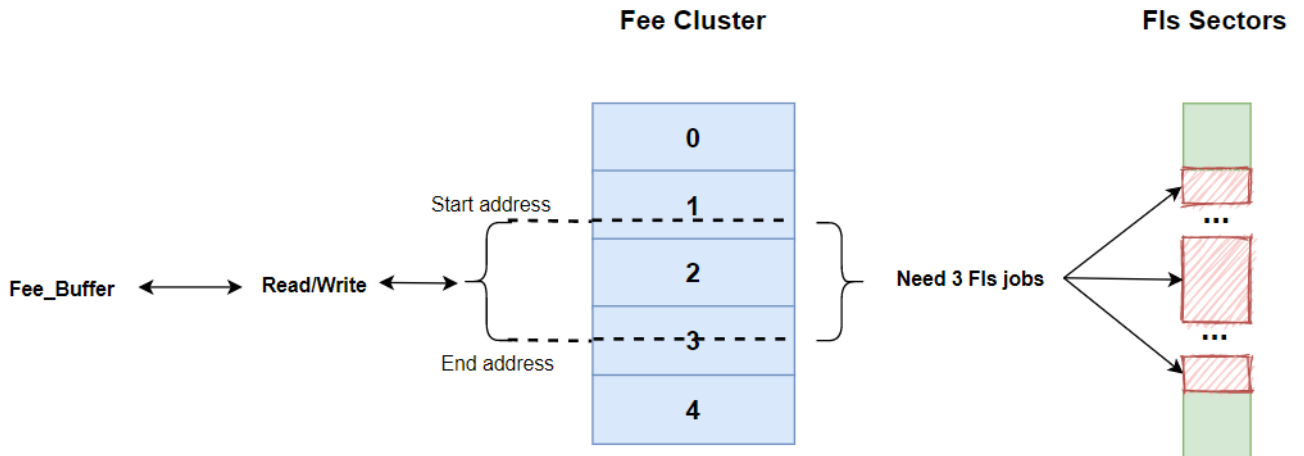 Fee Cluster
Fls Sectors
0
Start address
1
...
Fee_Buffer
Read/Write
2
Need 3 Fls jobs
3
...
End address
4